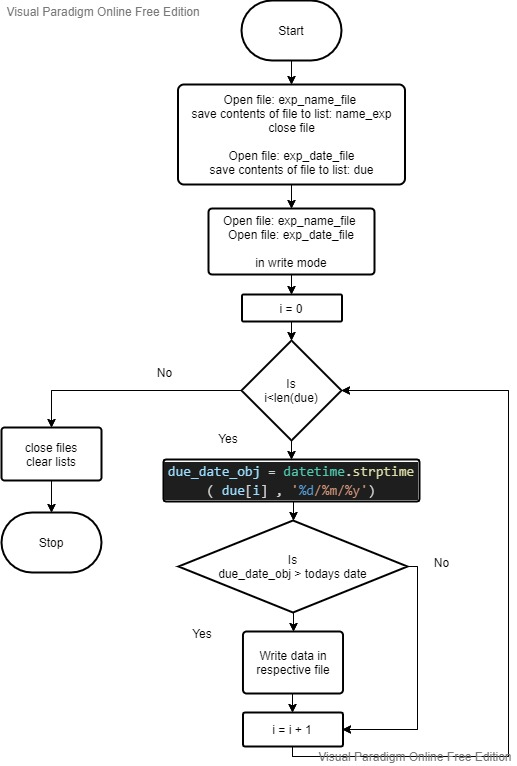 Visual Paradigm Online Free Edition
Start
Open file: exp_name_file
save contents of file to list: name_exp
close file
Open file: exp_date_file
save contents of file to list: due
Open file: exp_name_file
Open file: exp_date_file
in write mode
i = 0
Is
i<len(due)
No
Yes
close files
clear lists
Stop
due_date_obj = datetime.strptime
( due[i] , '%d/%m/%y')
Is
due_date_obj > todays date
No
Yes
Write data in
respective file
i = i + 1
Visual Paradigm Online Free Edition